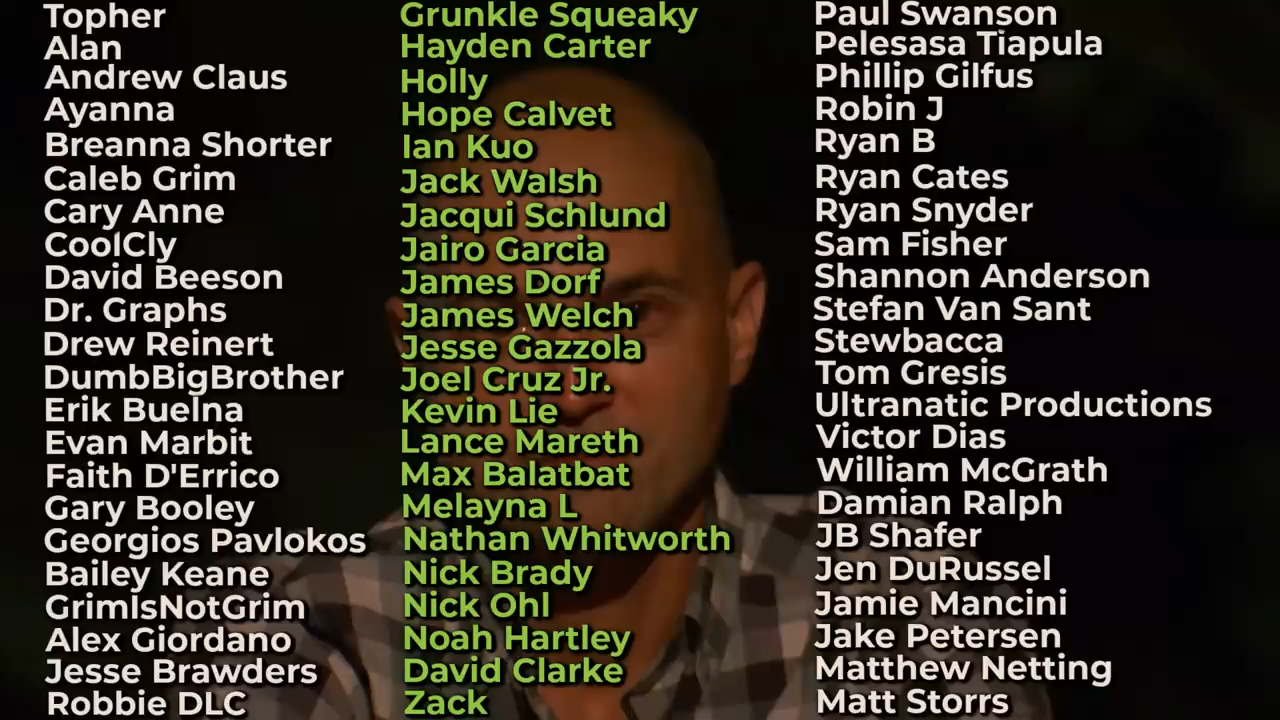 Topher
Alan
Andrew Claus
Ayanna
Breanna Shorter
Caleb Grim
Cary Anne
CoolCly
David Beeson
Dr. Graphs
Drew Reinert
DumbBigBrother
Erik Buelna
Evan Marbit
Faith D'Errico
Gary Booley
Georgios Pavlokos
Bailey Keane
GrimIsNotGrim
Alex Giordano
Jesse Brawders
Robbie DLC
Grunkle Squeaky
Hayden Carter
Holly
Hope Calvet
Ian Kuo
Jack Walsh
Jacqui Schlund
Jairo Garcia
James Dorf
James Welch
Jesse Gazzola
Joel Cruz Jr.
Kevin Lie
Lance Mareth
Max Balatbat
Melayna L
Nathan Whitworth
Nick Brady
Nick Ohl
Noah Hartley
David Clarke
Zack
Paul Swanson
Pelesasa Tiapula
Phillip Gilfus
Robin J
Ryan B
Ryan Cates
Ryan Snyder
Sam Fisher
Shannon Anderson
Stefan Van Sant
Stewbacca
Tom Gresis
Ultranatic Productions
Victor Dias
William McGrath
Damian Ralph
JB Shafer
Jen DuRussel
Jamie Mancini
Jake Petersen
Matthew Netting
Matt Storrs